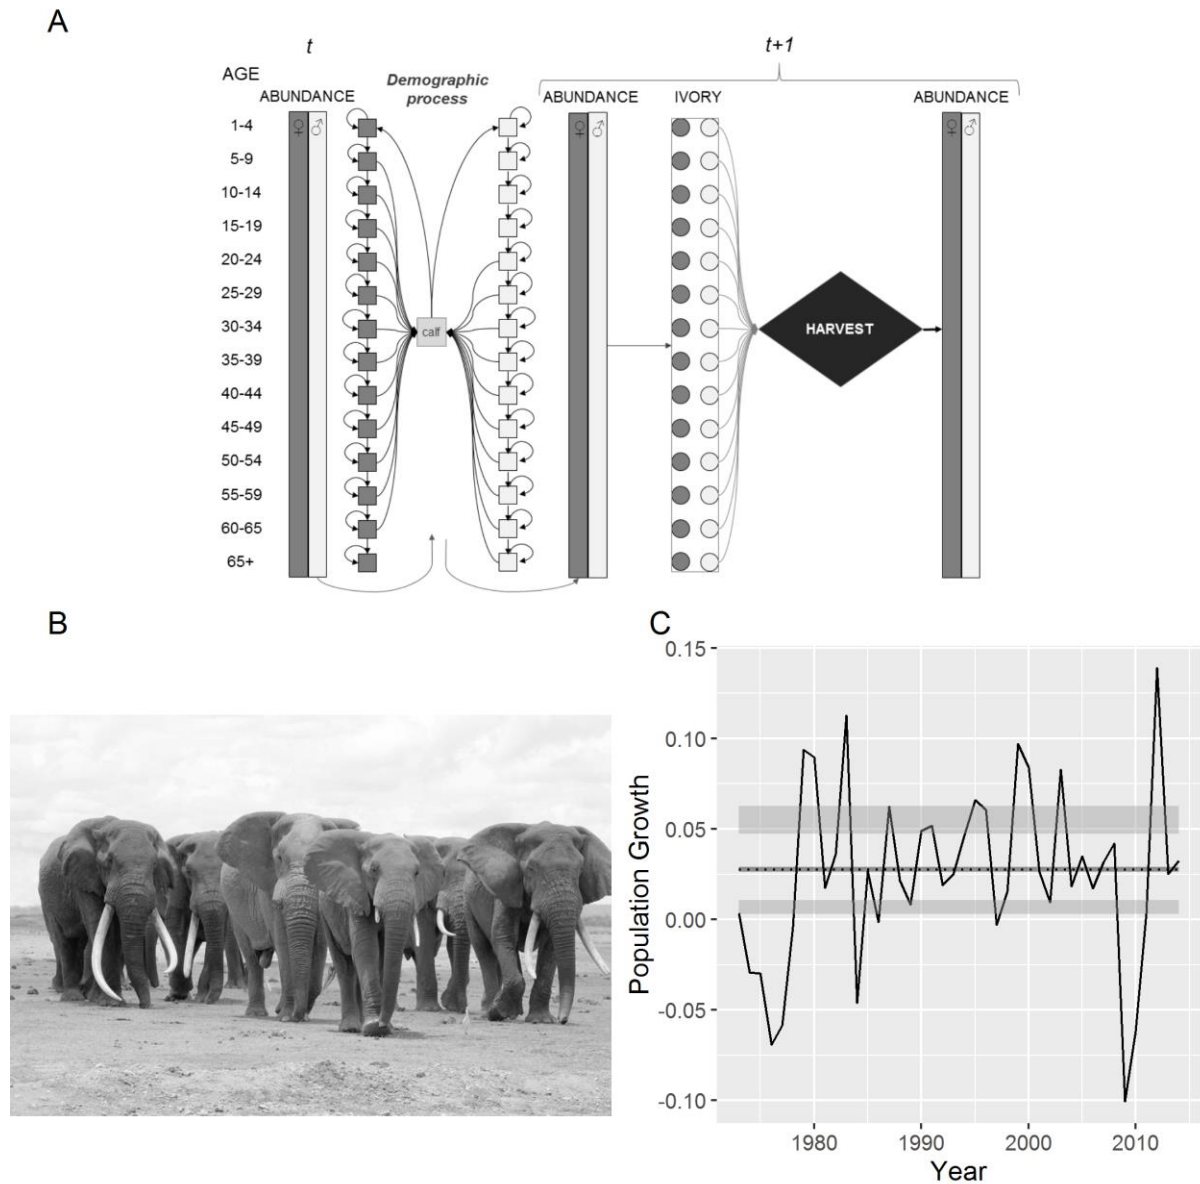 A
t
t+1
AGE
Demographic
process
ABUNDANCE
ABUNDANCE
IVORY
ABUNDANCE
♀ ♂
♀ ♂
♀ ♂
1-4
5-9
10-14
15-19
20-24
25-29
30-34
35-39
40-44
45-49
50-54
55-59
60-65
65+
calf
HARVEST
B
C
Population Growth
0.15
0.10
0.05
0.00
-0.05
-0.10
1980 1990 2000 2010
Year